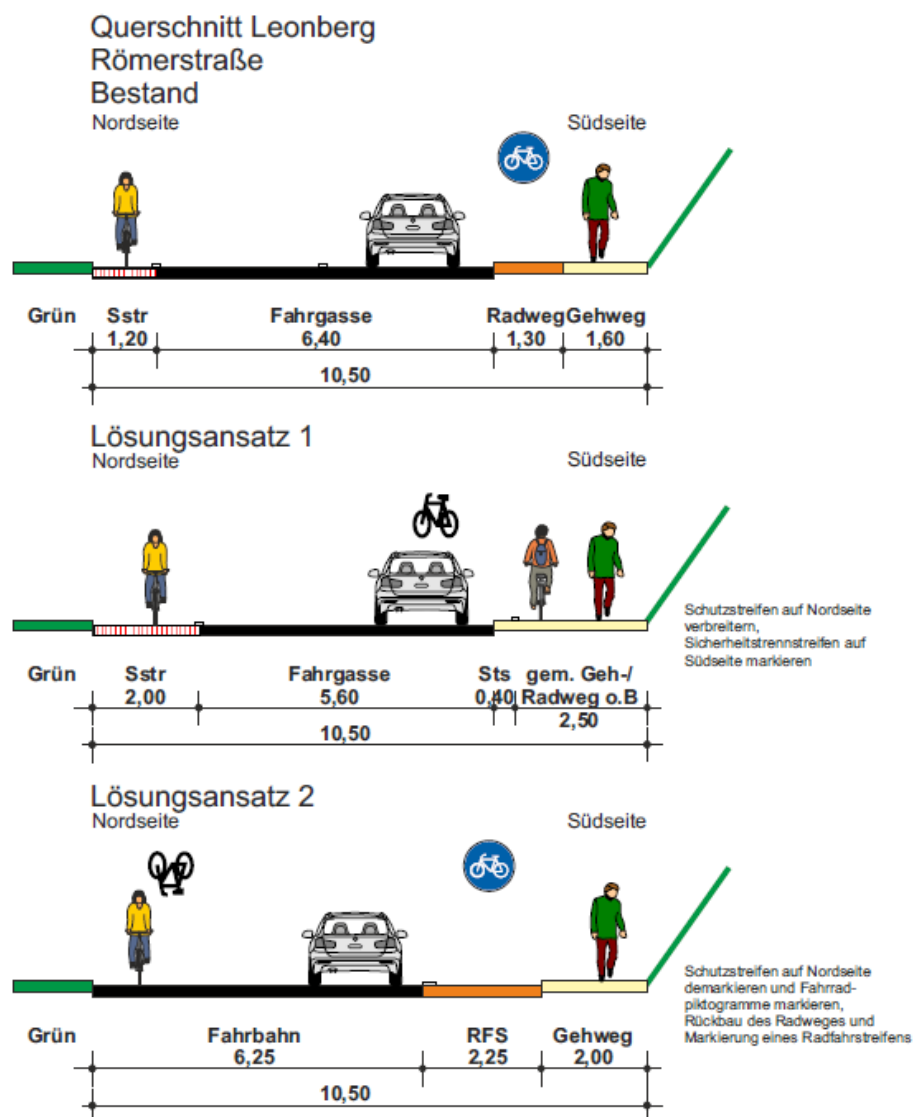 Querschnitt Leonberg
Römerstraße
Bestand
Nordseite Südseite
Grün Sstr Fahrgasse Radweg Gehweg
1,20 6,40 1,30 1,60
10,50
Lösungsansatz 1
Nordseite Südseite
Schutzstreifen auf Nordseite
verbreitern,
Sicherheitstrennstreifen auf
Südseite markieren
Grün Sstr Fahrgasse Sts gem. Geh-/
2,00 5,60 0,40 Radweg o.B
2,50
10,50
Lösungsansatz 2
Nordseite Südseite
Schutzstreifen auf Nordseite
demarkieren und Fahrrad-
piktogramme markieren,
Rückbau des Radweges und
Markierung eines Radfahrstreifens
Grün Fahrbahn RFS Gehweg
6,25 2,25 2,00
10,50